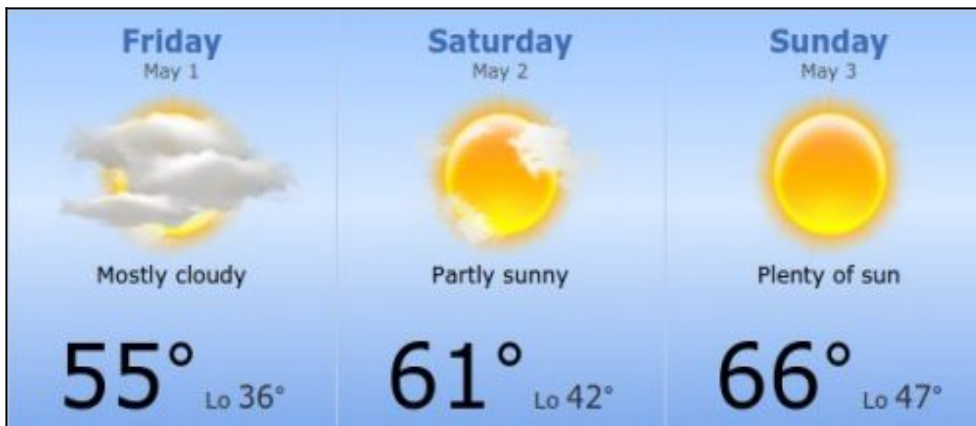 Friday
May 1
Mostly cloudy
55° Lo 36°
Saturday
May 2
Partly sunny
61° Lo 42°
Sunday
May 3
Plenty of sun
66° Lo 47°